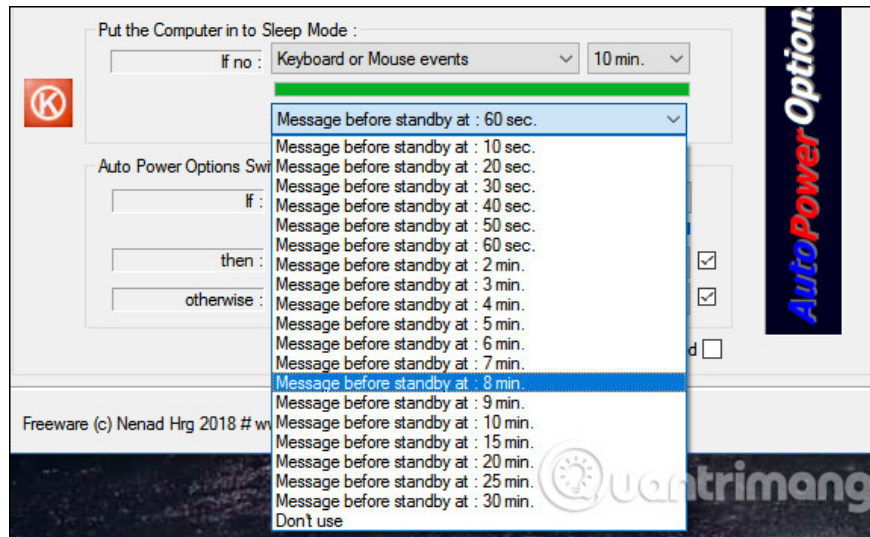 Put the Computer in to Sleep Mode :
If no : Keyboard or Mouse events 10 min.
K
Message before standby at : 60 sec.
Message before standby at : 10 sec.
Message before standby at : 20 sec.
Message before standby at : 30 sec.
Message before standby at : 40 sec.
Message before standby at : 50 sec.
Message before standby at : 60 sec.
Message before standby at : 2 min.
Message before standby at : 3 min.
Message before standby at : 4 min.
Message before standby at : 5 min.
Message before standby at : 6 min.
Message before standby at : 7 min.
Message before standby at : 8 min.
Message before standby at : 9 min.
Message before standby at : 10 min.
Message before standby at : 15 min.
Message before standby at : 20 min.
Message before standby at : 25 min.
Message before standby at : 30 min.
Don't use
Auto Power Options Swi
If :
then :
otherwise :
d
Freeware (c) Nenad Hrg 2018 # w
AutoPowerOption
Quantrimang